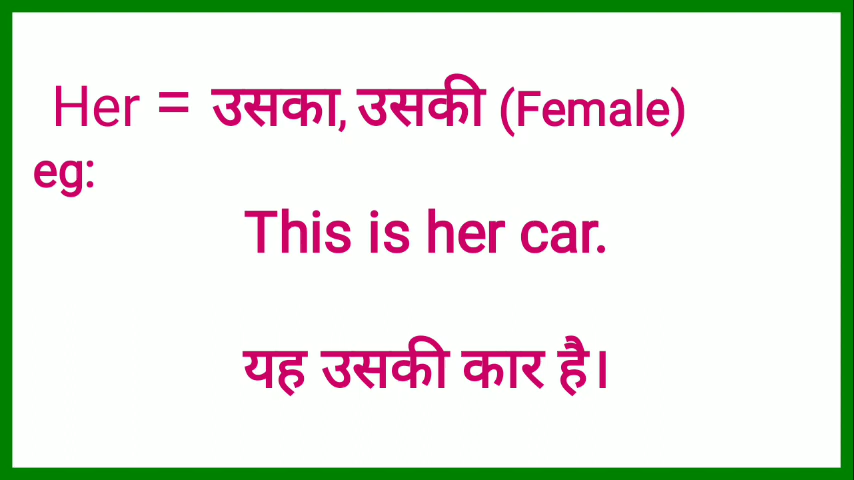 Her = उसका, उसकी (Female)
eg:
This is her car.
यह उसकी कार है।